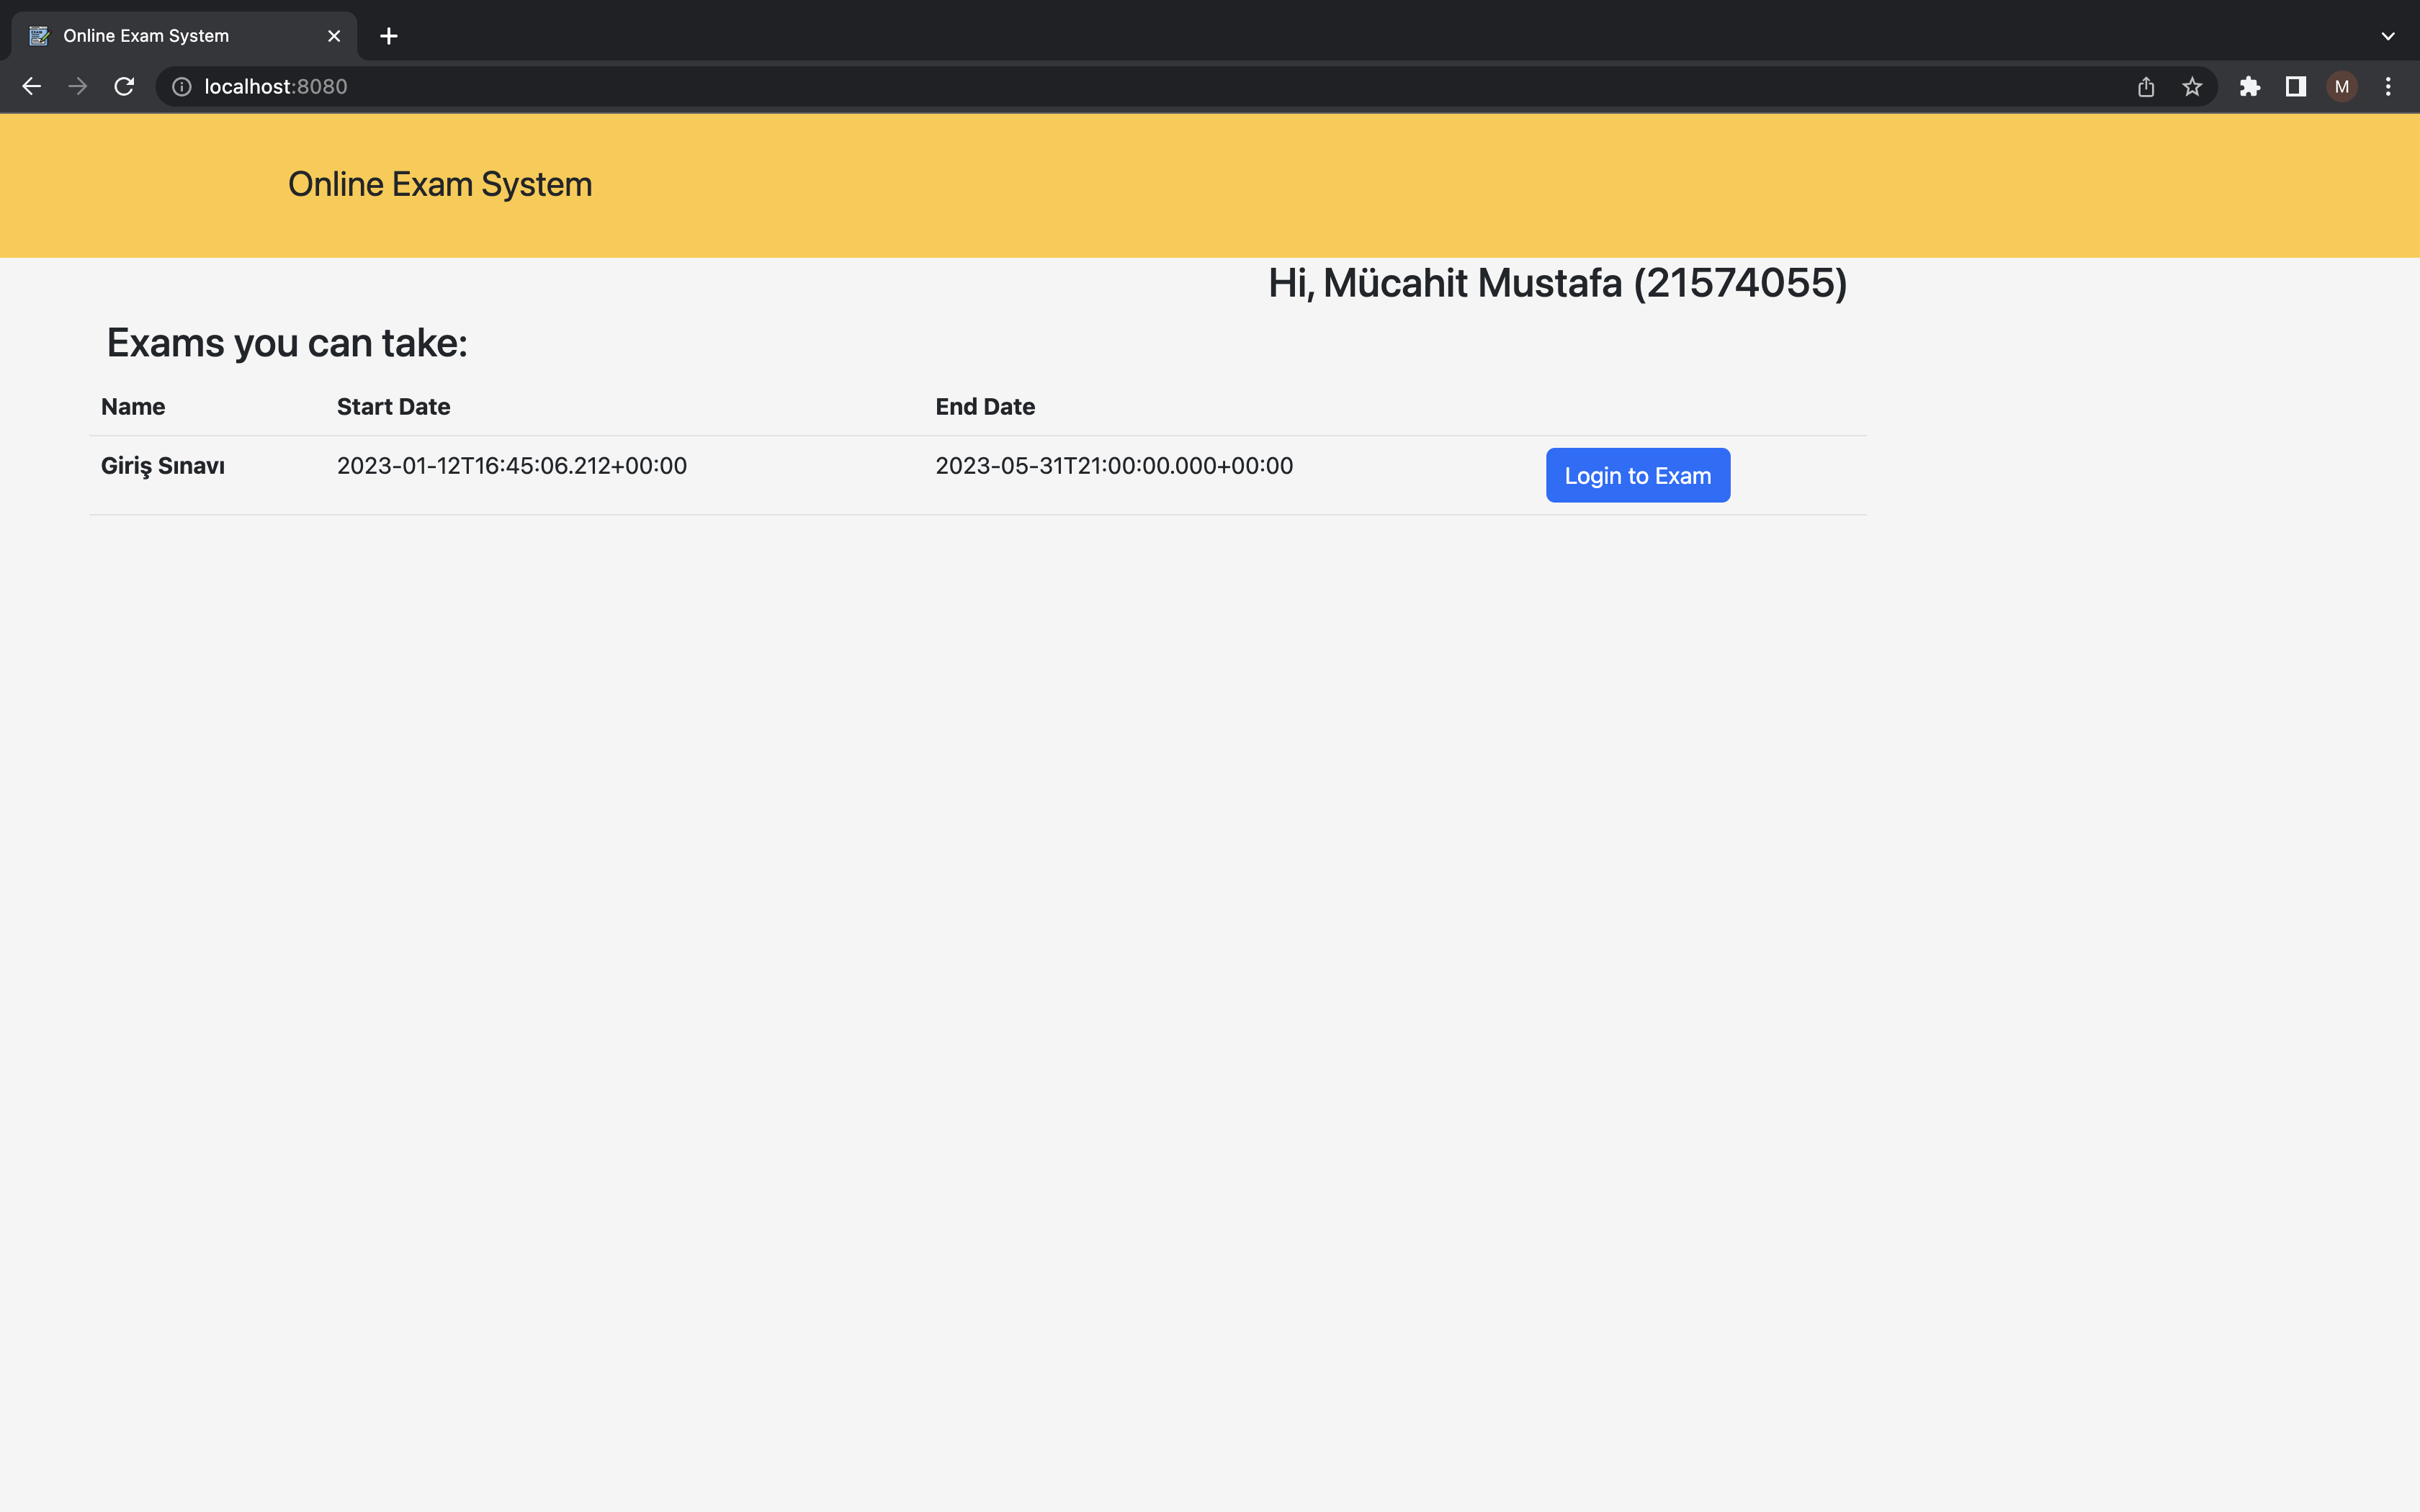 Online Exam System
localhost:8080
M
Online Exam System
Hi, Mücahit Mustafa (21574055)
Exams you can take:
Name Start Date End Date
Giriş Sınavı 2023-01-12T16:45:06.212+00:00 2023-05-31T21:00:00.000+00:00 Login to Exam